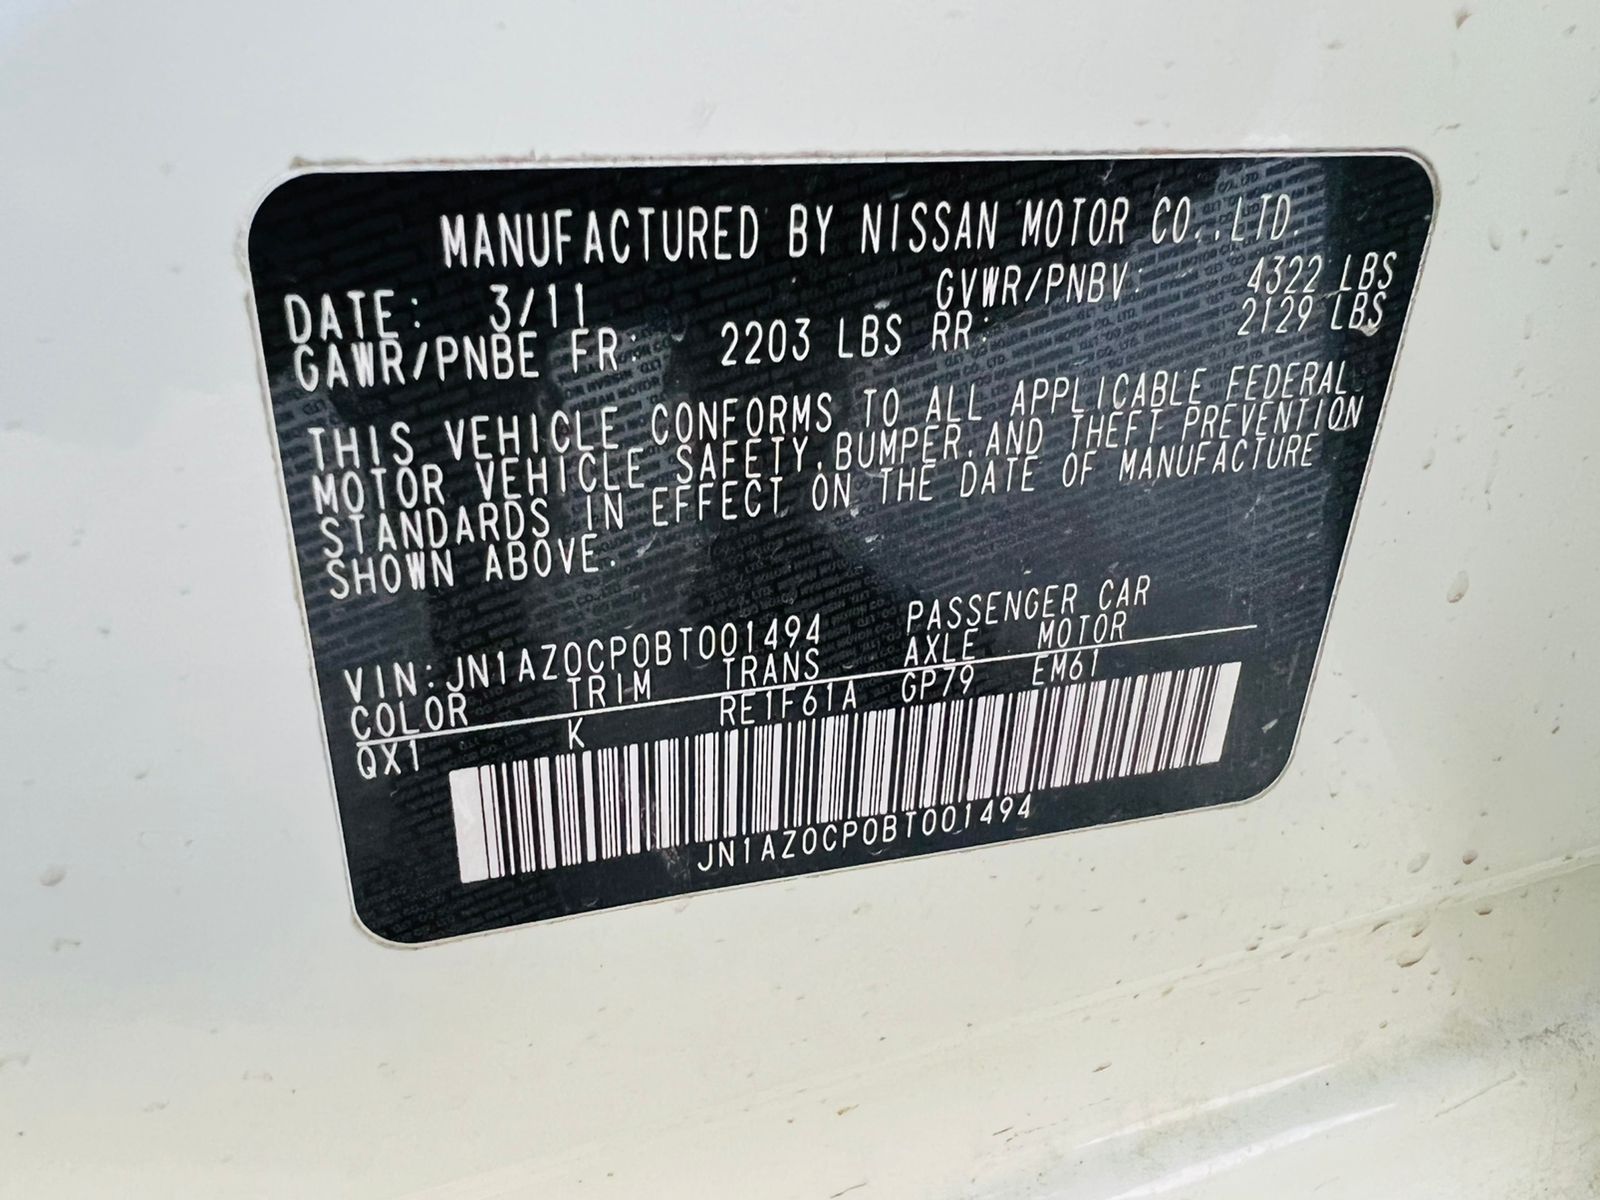 MANUFACTURED BY NISSAN MOTOR CO.,LTD.
DATE: 3/11 GVWR/PNBV: 4322 LBS
GAWR/PNBE FR: 2203 LBS RR: 2129 LBS
THIS VEHICLE CONFORMS TO ALL APPLICABLE FEDERAL
MOTOR VEHICLE SAFETY,BUMPER,AND THEFT PREVENTION
STANDARDS IN EFFECT ON THE DATE OF MANUFACTURE
SHOWN ABOVE.
VIN:JN1AZ0CP0BT001494 PASSENGER CAR
COLOR TRIM TRANS AXLE MOTOR
QX1 K RE1F61A GP79 EM61
JN1AZ0CP0BT001494